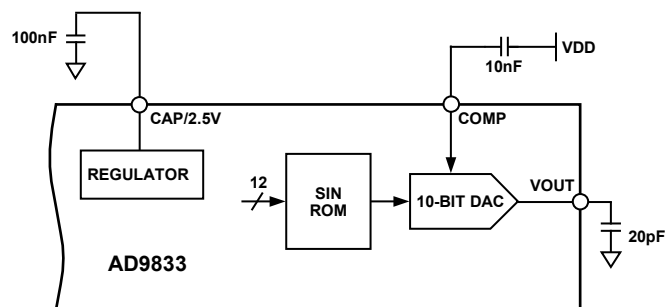 100nF
10nF
VDD
CAP/2.5V
COMP
REGULATOR
12
SIN
ROM
10-BIT DAC
VOUT
20pF
AD9833